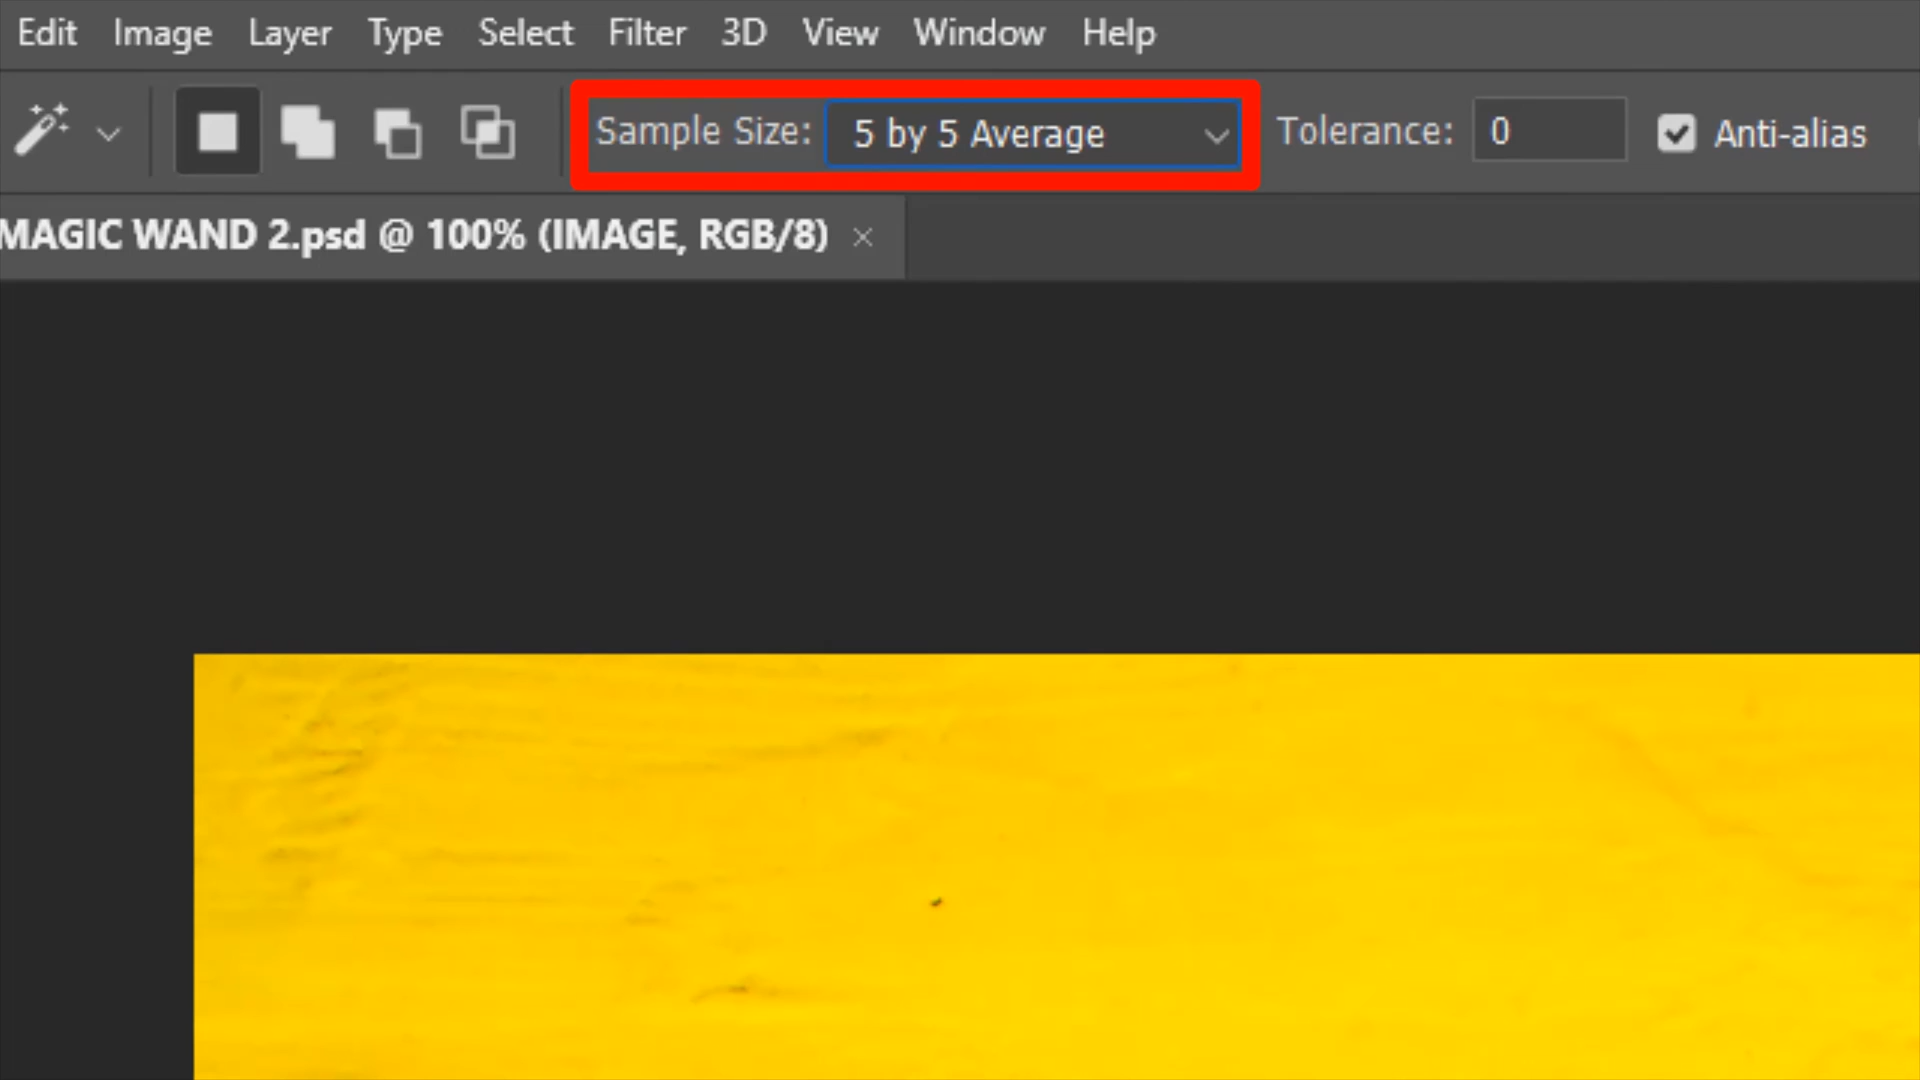 Edit Image Layer Type Select Filter 3D View Window Help
Sample Size: 5 by 5 Average Tolerance: 0 Anti-alias
MAGIC WAND 2.psd @ 100% (IMAGE, RGB/8) ×